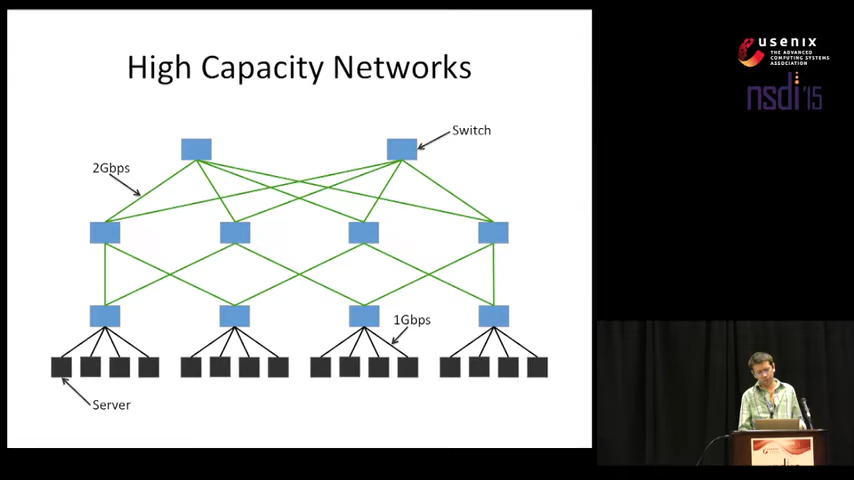 High Capacity Networks
Switch
2Gbps
1Gbps
Server
usenix
THE ADVANCED
COMPUTING SYSTEMS
ASSOCIATION
nsdi '15